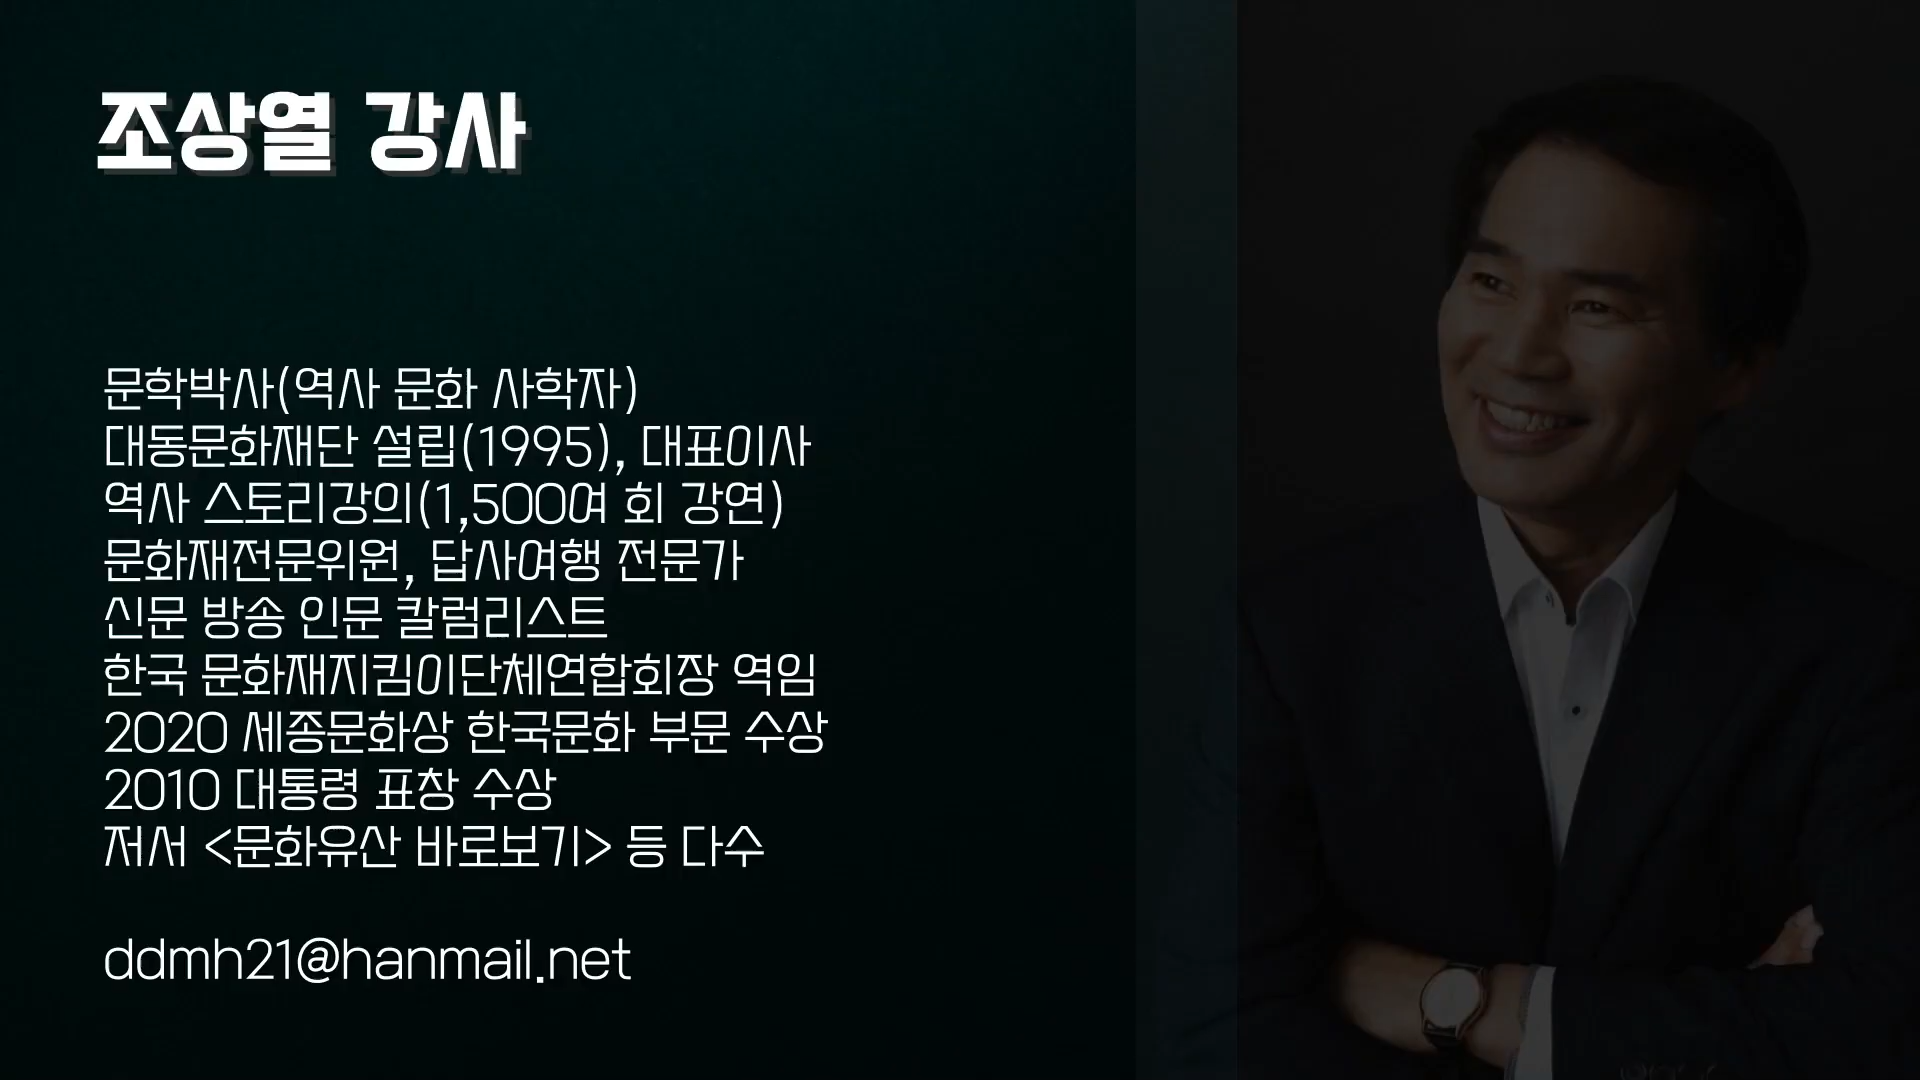 조상열 강사
문학박사(역사 문화 사학자)
대동문화재단 설립(1995), 대표이사
역사 스토리강의(1,500여 회 강연)
문화재전문위원, 답사여행 전문가
신문 방송 인문 칼럼리스트
한국 문화재지킴이단체연합회장 역임
2020 세종문화상 한국문화 부문 수상
2010 대통령 표창 수상
저서 <문화유산 바로보기> 등 다수
ddmh21@hanmail.net